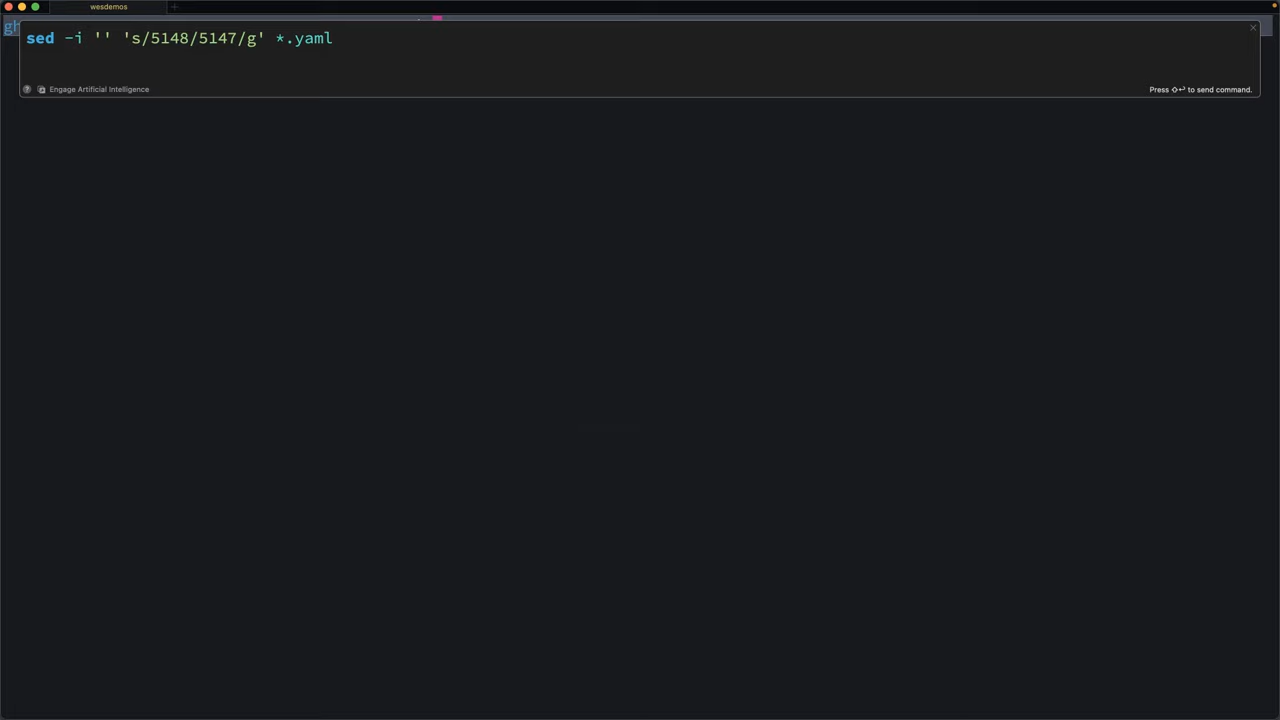 wesdemos
sed -i '' 's/5148/5147/g' *.yaml
Engage Artificial Intelligence
Press ⇧↩ to send command.